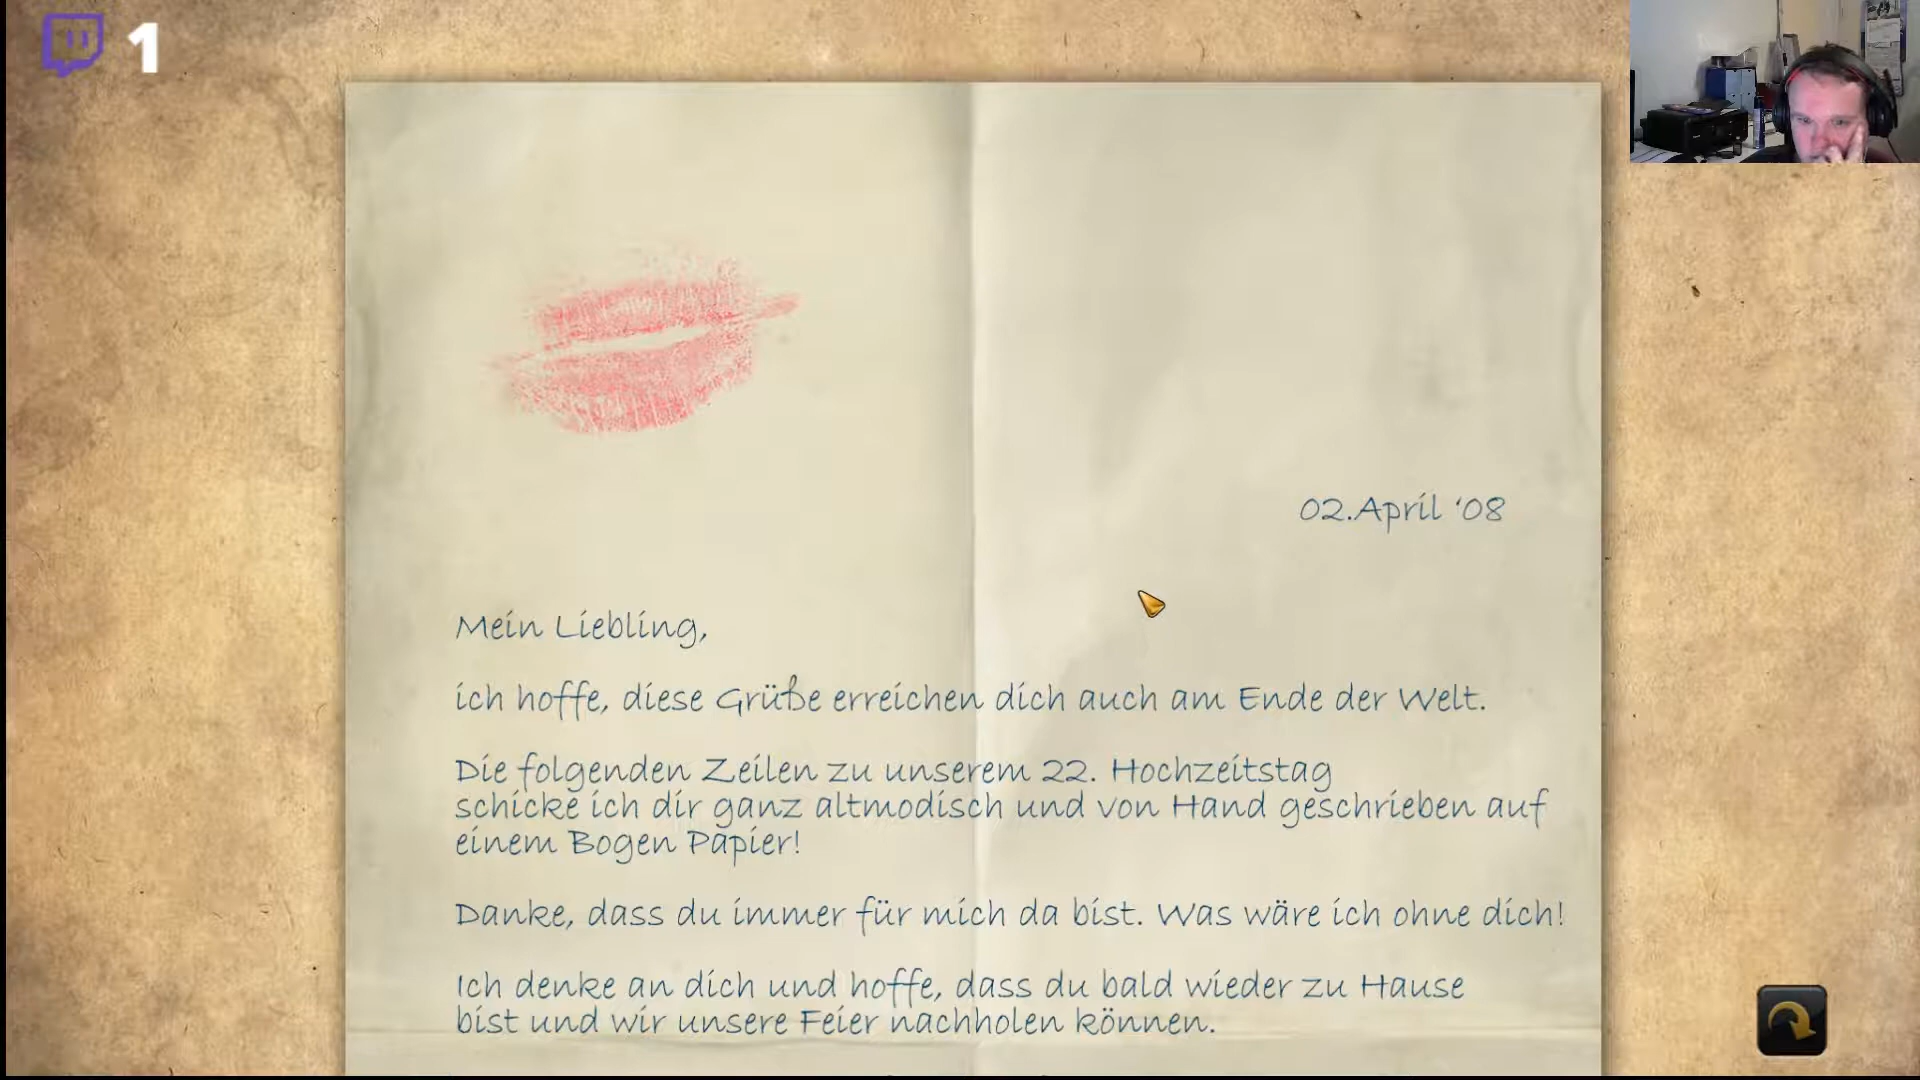 1
02.April '08
Mein Liebling,
ich hoffe, diese Grüße erreichen dich auch am Ende der Welt.
Die folgenden Zeilen zu unserem 22. Hochzeitstag
schicke ich dir ganz altmodisch und von Hand geschrieben auf
einem Bogen Papier!
Danke, dass du immer für mich da bist. Was wäre ich ohne dich!
Ich denke an dich und hoffe, dass du bald wieder zu Hause
bist und wir unsere Feier nachholen können.